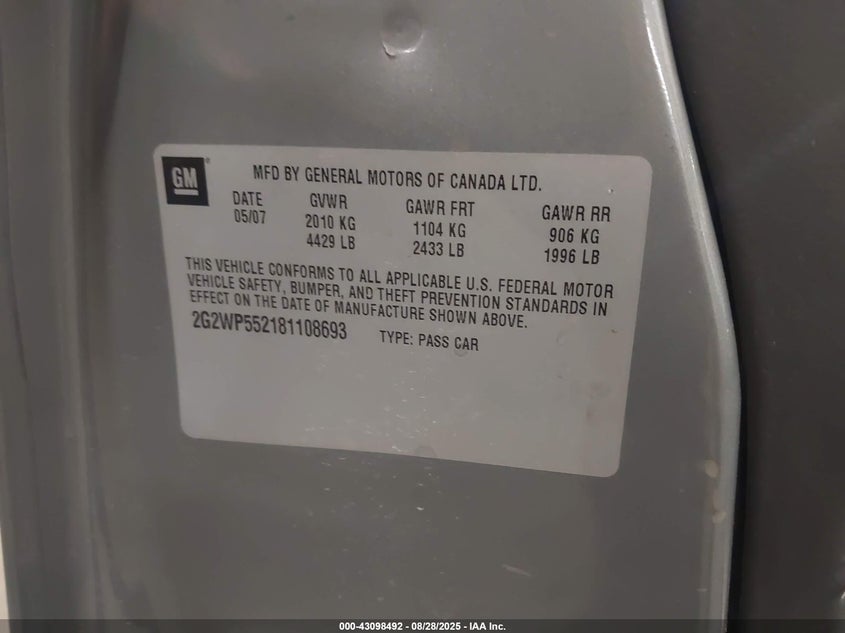 GM
MFD BY GENERAL MOTORS OF CANADA LTD.
DATE GVWR GAWR FRT GAWR RR
05/07 2010 KG 1104 KG 906 KG
4429 LB 2433 LB 1996 LB
THIS VEHICLE CONFORMS TO ALL APPLICABLE U.S. FEDERAL MOTOR
VEHICLE SAFETY, BUMPER, AND THEFT PREVENTION STANDARDS IN
EFFECT ON THE DATE OF MANUFACTURE SHOWN ABOVE.
2G2WP552181108693 TYPE: PASS CAR
000-43098492 - 08/28/2025 - IAA Inc.